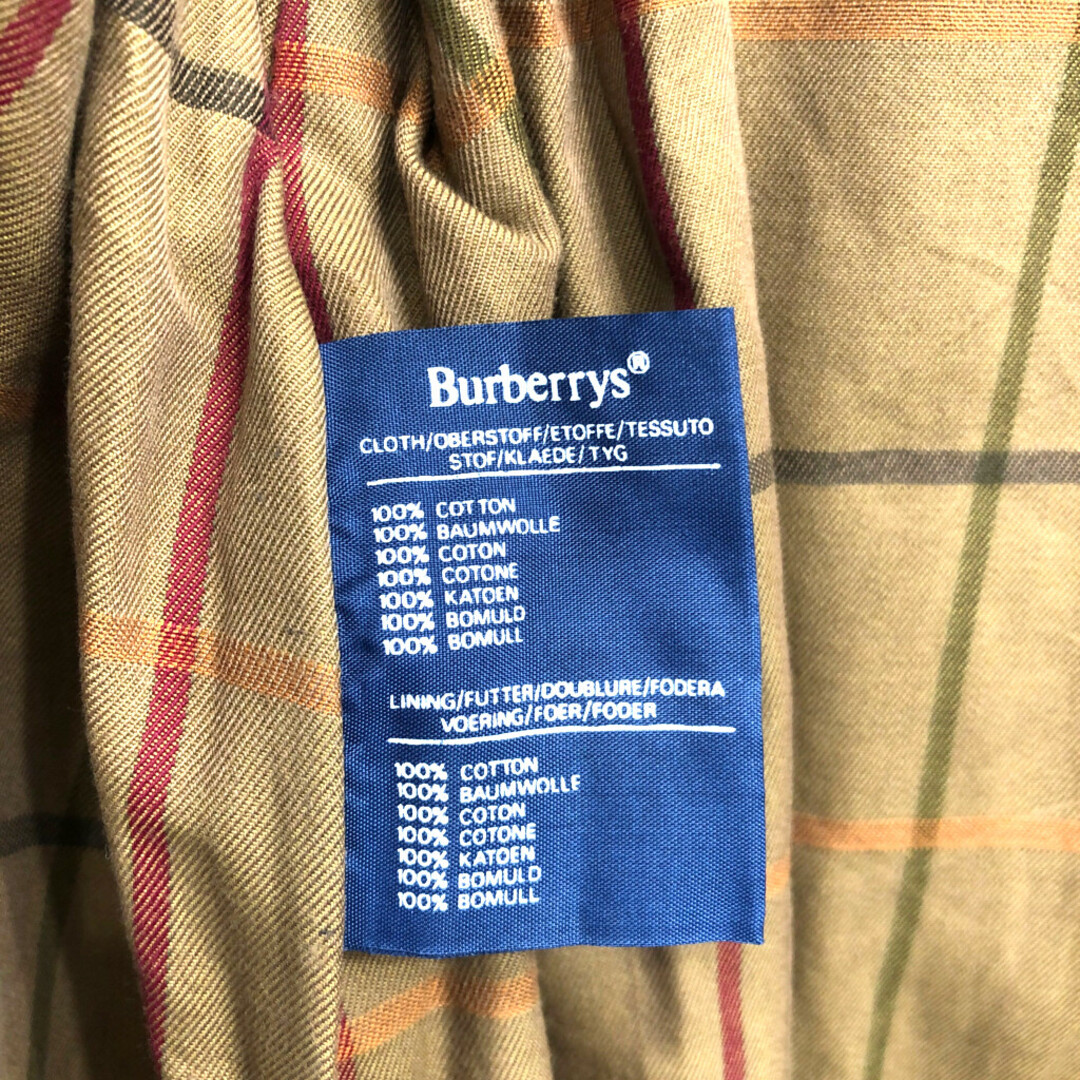 Burberrys®
CLOTH/OBERSTOFF/ETOFFE/TESSUTO
STOF/KLAEDE/TYG
100% COTTON
100% BAUMWOLLE
100% COTON
100% COTONE
100% KATOEN
100% BOMULD
100% BOMULL
LINING/FUTTER/DOUBLURE/FODERA
VOERING/FOER/FODER
100% COTTON
100% BAUMWOLLE
100% COTON
100% COTONE
100% KATOEN
100% BOMULD
100% BOMULL